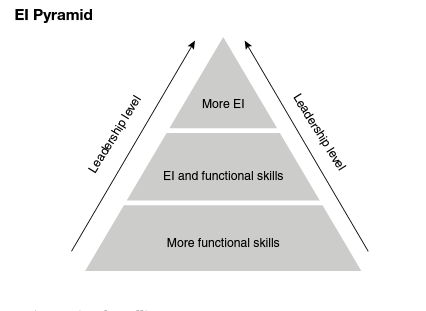 EI Pyramid
More EI
Leadership level
Leadership level
EI and functional skills
More functional skills